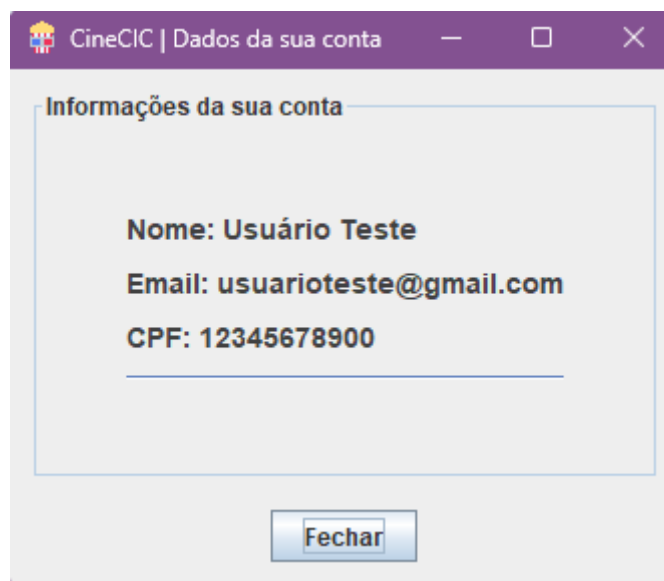 CineCIC | Dados da sua conta
Informações da sua conta
Nome: Usuário Teste
Email: usuarioteste@gmail.com
CPF: 12345678900
Fechar